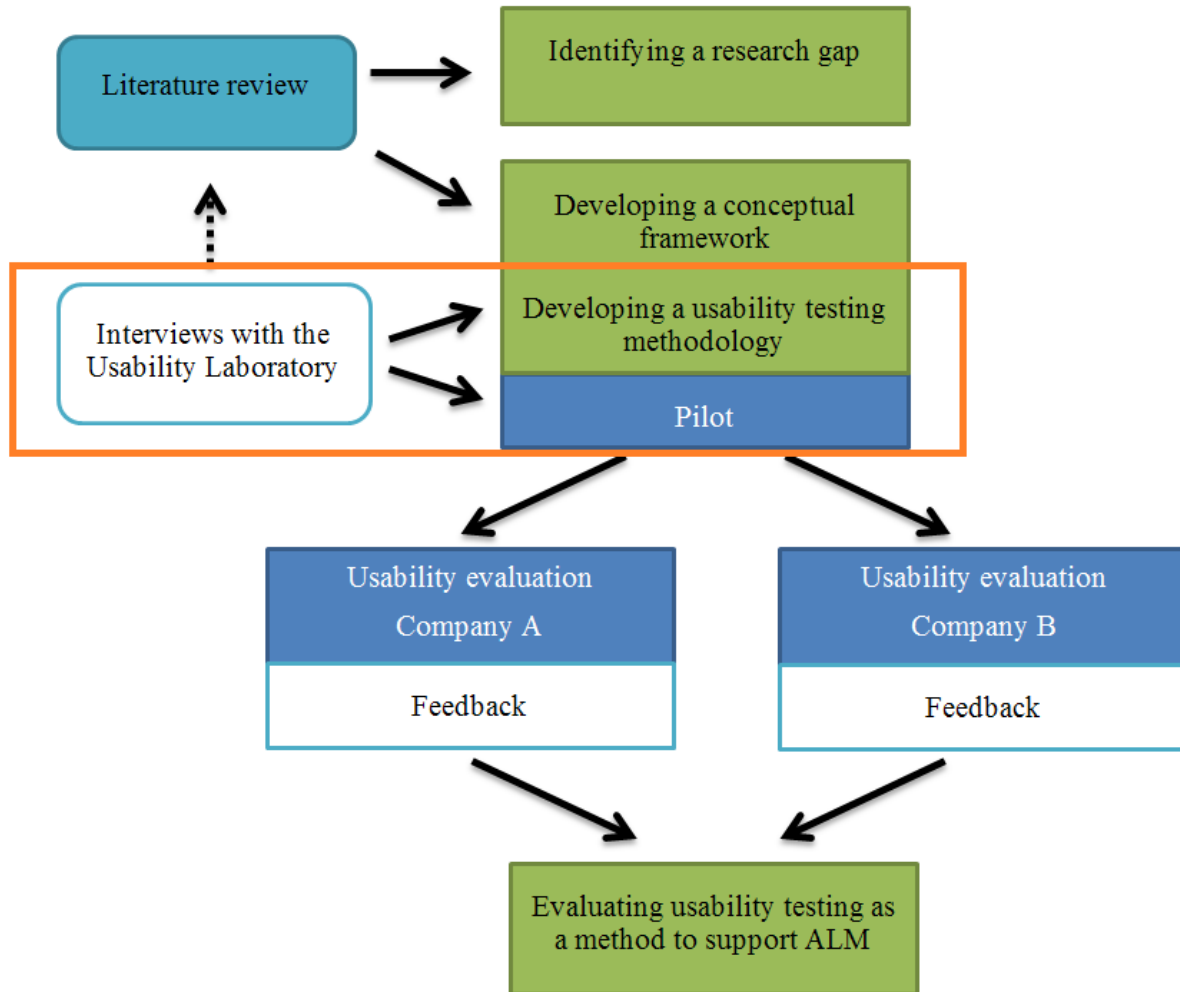 Literature review
Identifying a research gap
Developing a conceptual
framework
Interviews with the
Usability Laboratory
Developing a usability testing
methodology
Pilot
Usability evaluation
Company A
Feedback
Usability evaluation
Company B
Feedback
Evaluating usability testing as
a method to support ALM